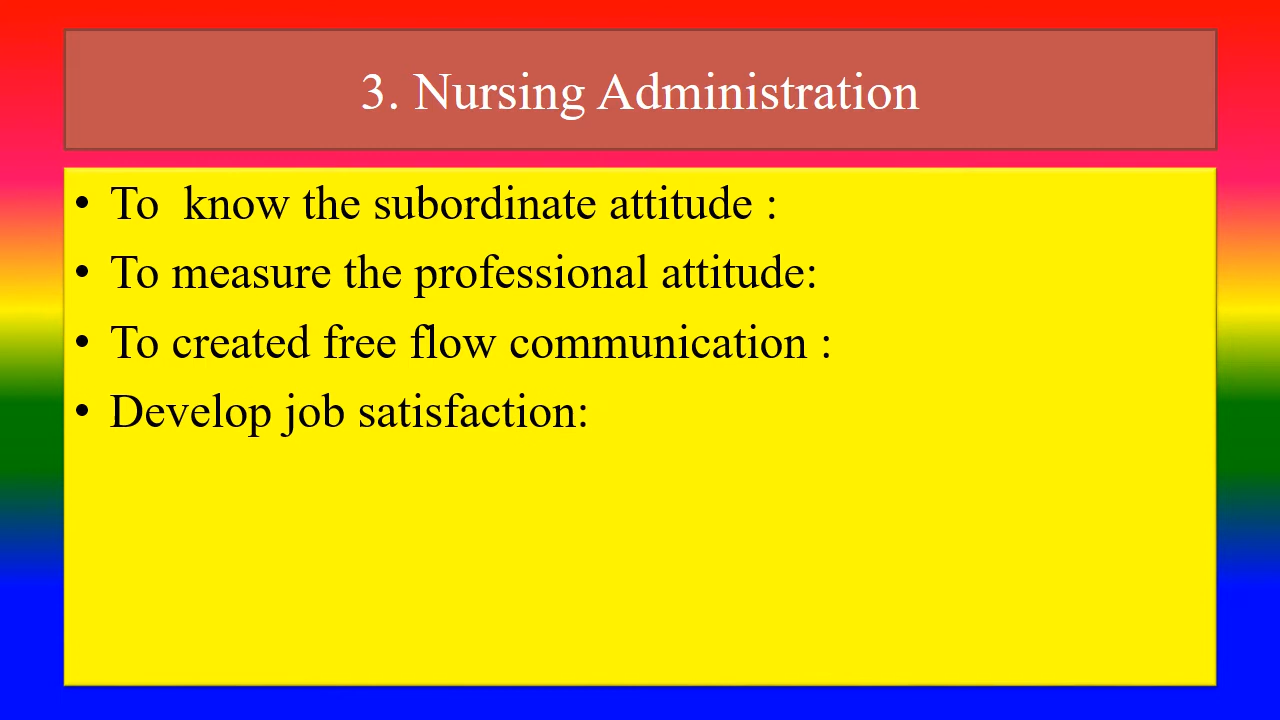 3. Nursing Administration
• To  know the subordinate attitude :
• To measure the professional attitude:
• To created free flow communication :
• Develop job satisfaction: